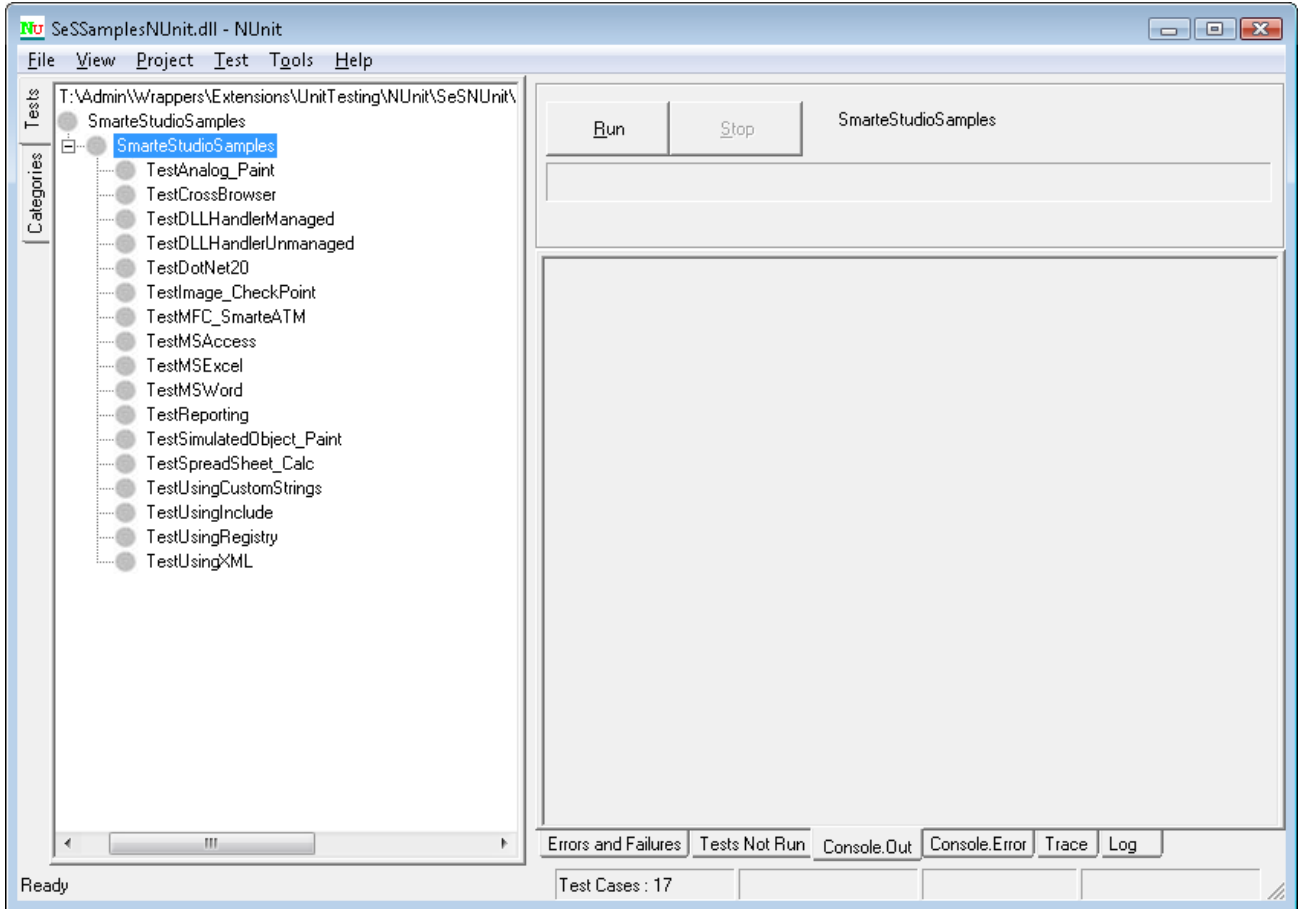 NU SeSSamplesNUnit.dll - NUnit
File View Project Test Tools Help
Tests
Categories
T:\Admin\Wrappers\Extensions\UnitTesting\NUnit\SeSNUnit\
SmarteStudioSamples
SmarteStudioSamples
TestAnalog_Paint
TestCrossBrowser
TestDLLHandlerManaged
TestDLLHandlerUnmanaged
TestDotNet20
TestImage_CheckPoint
TestMFC_SmarteATM
TestMSAccess
TestMSExcel
TestMSWord
TestReporting
TestSimulatedObject_Paint
TestSpreadSheet_Calc
TestUsingCustomStrings
TestUsingInclude
TestUsingRegistry
TestUsingXML
Run Stop SmarteStudioSamples
Errors and Failures Tests Not Run Console.Out Console.Error Trace Log
Ready Test Cases : 17